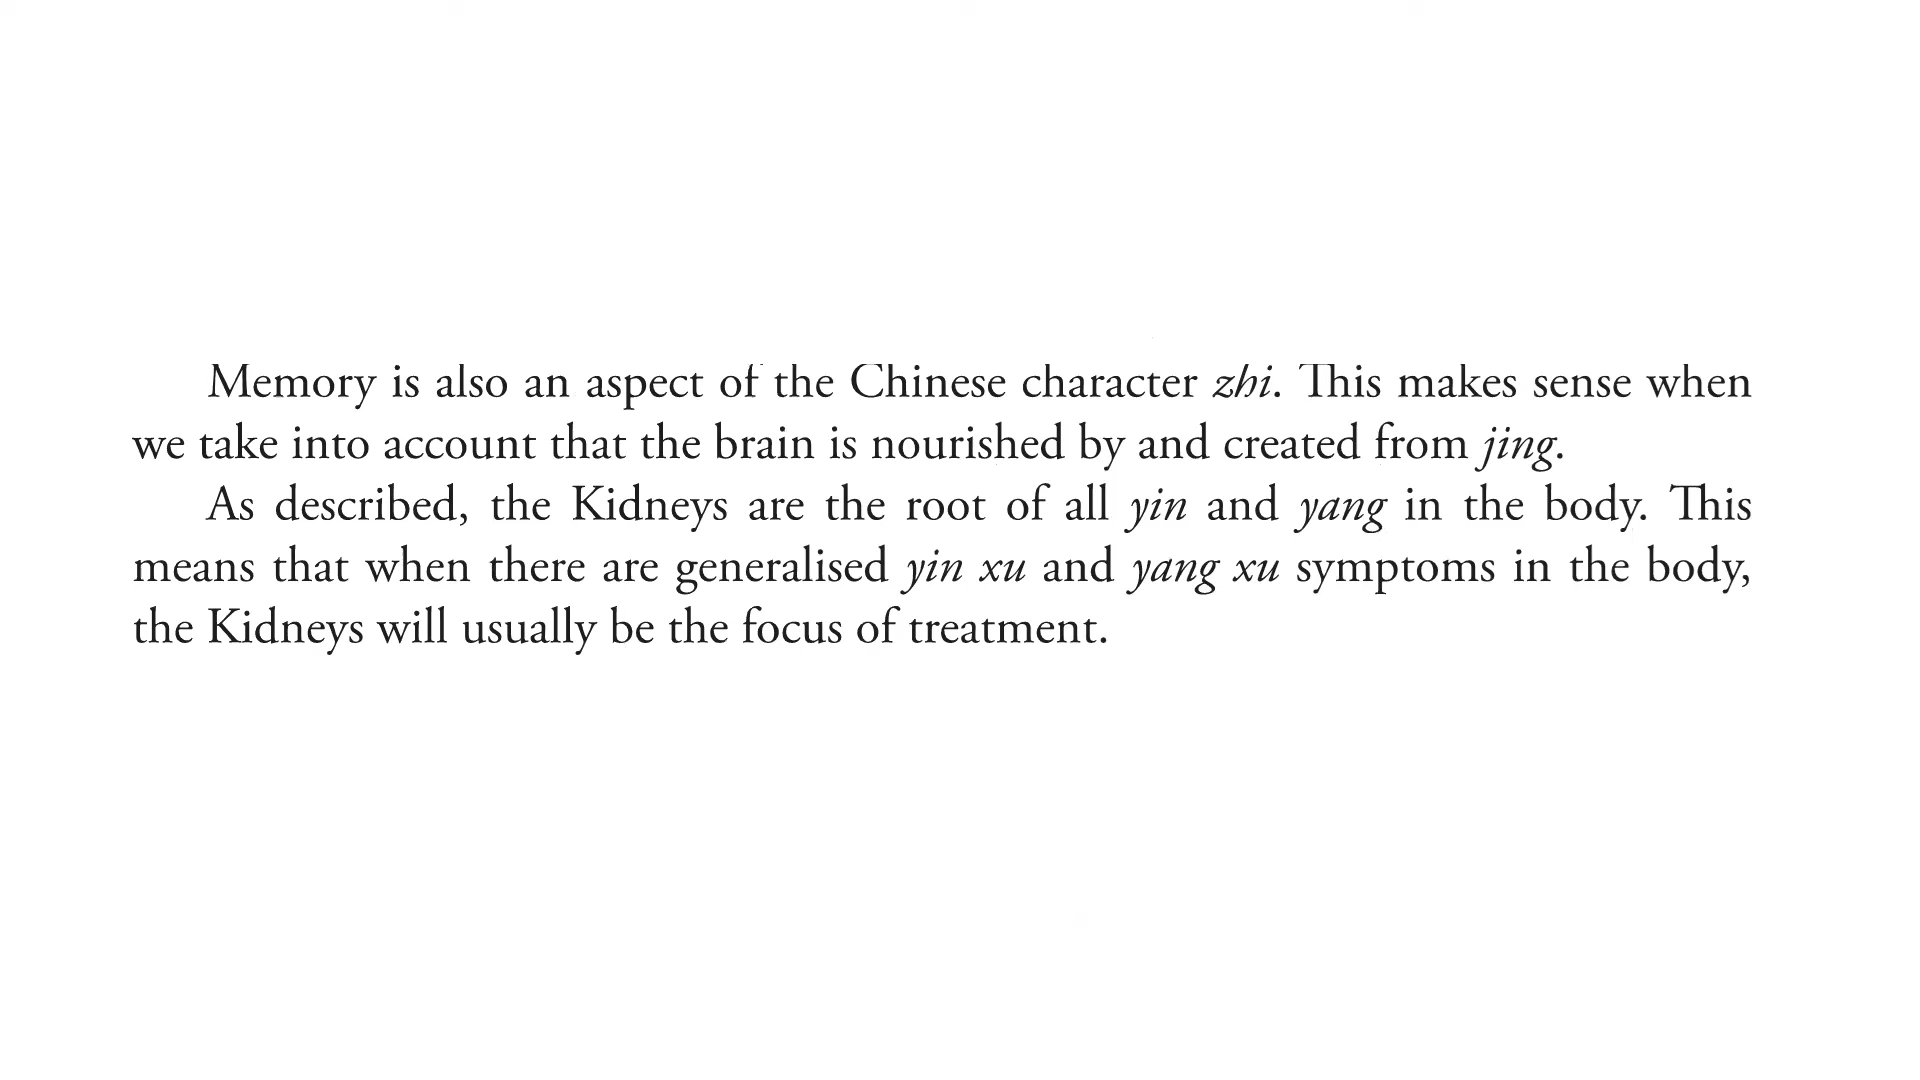 Memory is also an aspect of the Chinese character zhi. This makes sense when
we take into account that the brain is nourished by and created from jing.
As described, the Kidneys are the root of all yin and yang in the body. This
means that when there are generalised yin xu and yang xu symptoms in the body,
the Kidneys will usually be the focus of treatment.